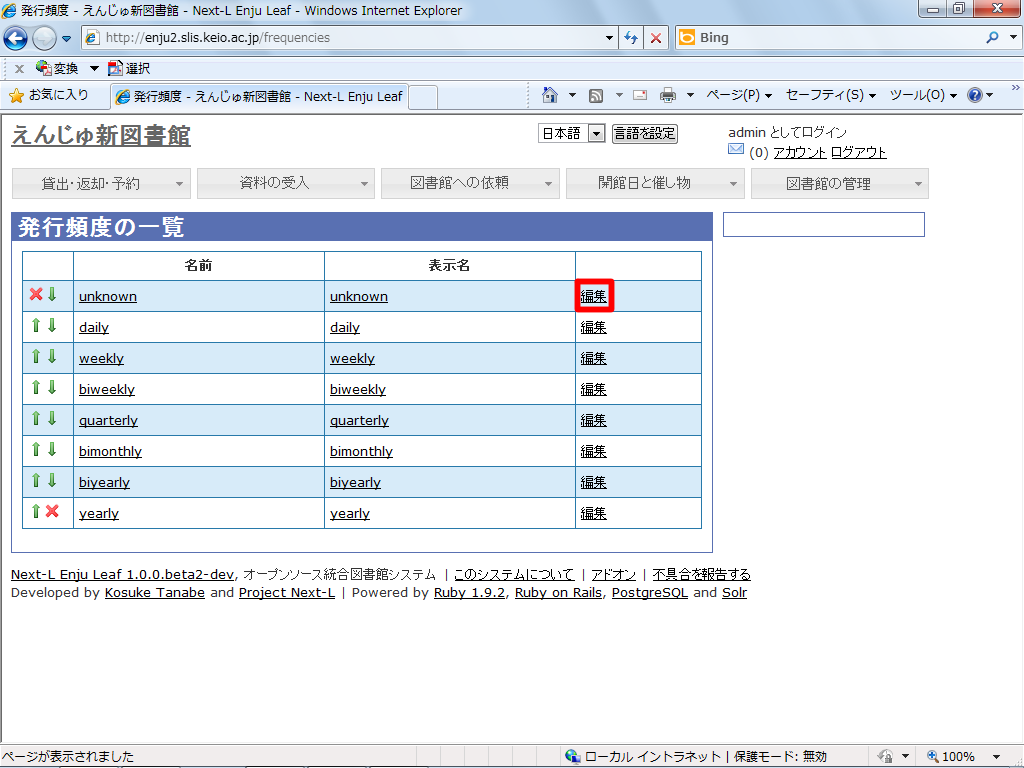 発行頻度 - えんじゅ新図書館 - Next-L Enju Leaf - Windows Internet Explorer
http://enju2.slis.keio.ac.jp/frequencies
Bing
x 変換 選択
お気に入り 発行頻度 - えんじゅ新図書館 - Next-L Enju Leaf ページ(P) セーフティ(S) ツール(O) »
えんじゅ新図書館 日本語 言語を設定 admin としてログイン
(0) アカウント ログアウト
貸出・返却・予約 資料の受入 図書館への依頼 開館日と催し物 図書館の管理
発行頻度の一覧
名前 表示名
unknown unknown 編集
daily daily 編集
weekly weekly 編集
biweekly biweekly 編集
quarterly quarterly 編集
bimonthly bimonthly 編集
biyearly biyearly 編集
yearly yearly 編集
Next-L Enju Leaf 1.0.0.beta2-dev, オープンソース統合図書館システム | このシステムについて | アドオン | 不具合を報告する
Developed by Kosuke Tanabe and Project Next-L | Powered by Ruby 1.9.2, Ruby on Rails, PostgreSQL and Solr
ページが表示されました ローカル イントラネット | 保護モード: 無効 100%